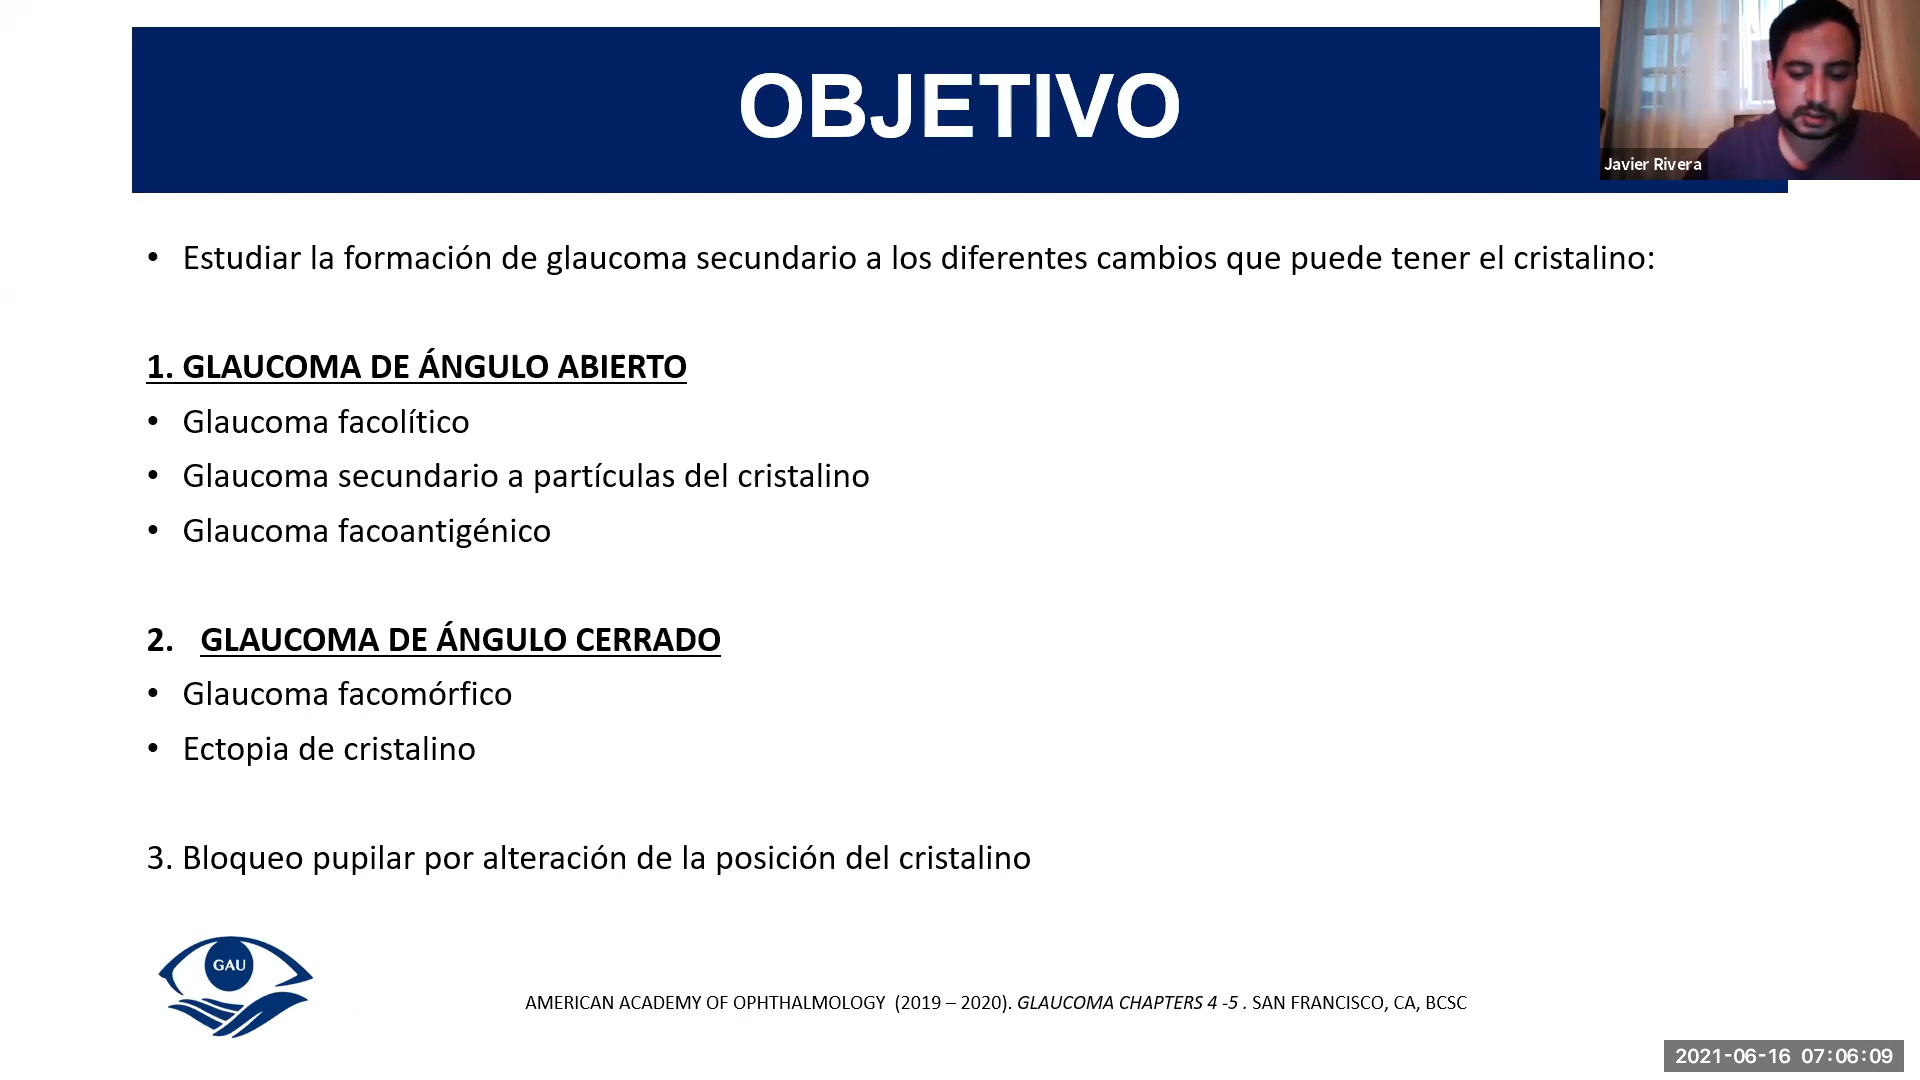 OBJETIVO
Javier Rivera
• Estudiar la formación de glaucoma secundario a los diferentes cambios que puede tener el cristalino:
1. GLAUCOMA DE ÁNGULO ABIERTO
• Glaucoma facolítico
• Glaucoma secundario a partículas del cristalino
• Glaucoma facoantigénico
2. GLAUCOMA DE ÁNGULO CERRADO
• Glaucoma facomórfico
• Ectopia de cristalino
3. Bloqueo pupilar por alteración de la posición del cristalino
GAU
AMERICAN ACADEMY OF OPHTHALMOLOGY (2019 – 2020). GLAUCOMA CHAPTERS 4 -5 . SAN FRANCISCO, CA, BCSC
2021-06-16 07:06:09